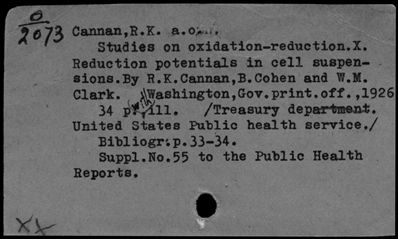 0
2073
Cannan,R.K. a.o.
Studies on oxidation-reduction.X.
Reduction potentials in cell suspen-
sions.By R.K.Cannan,B.Cohen and W.M.
Clark. Washington,Gov.print.off.,1926
34 p. with ill. /Treasury department.
United States Public health service./
Bibliogr:p.33-34.
Suppl.No.55 to the Public Health
Reports.
XX